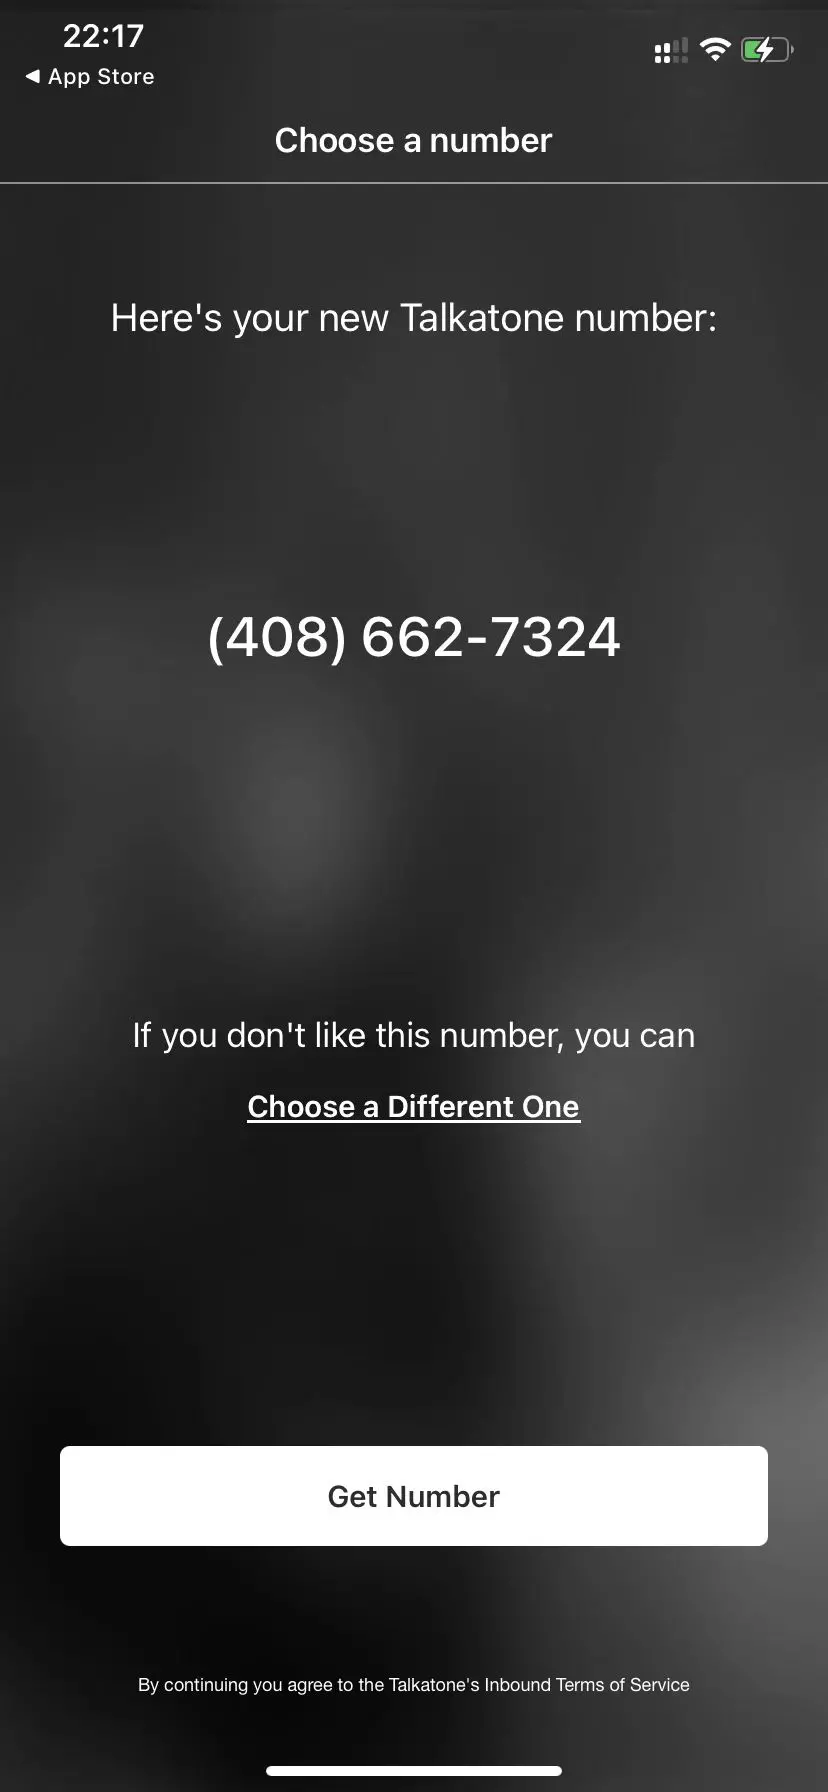 22:17
◀ App Store
Choose a number
Here's your new Talkatone number:
(408) 662-7324
If you don't like this number, you can
Choose a Different One
Get Number
By continuing you agree to the Talkatone's Inbound Terms of Service